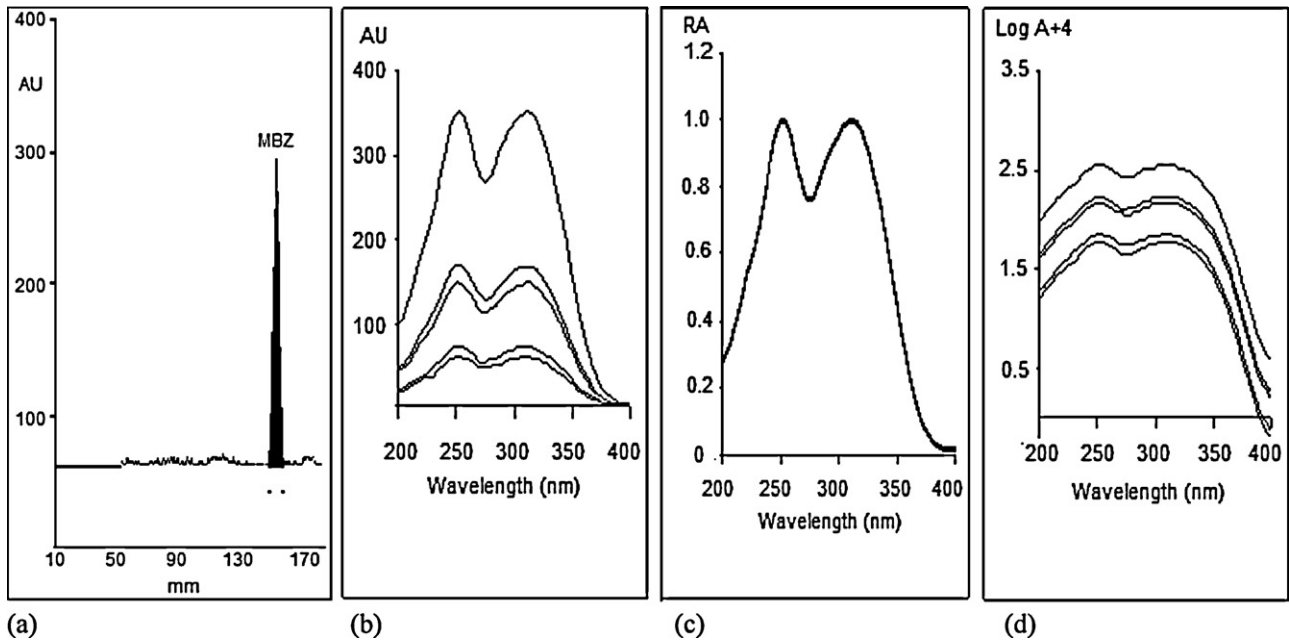 400
AU
300
200
100
MBZ
10 50 90 130 170
mm
(a)
AU
400
300
200
100
200 250 300 350 400
Wavelength (nm)
(b)
RA
1.2
1.0
0.8
0.6
0.4
0.2
0
200 250 300 350 400
Wavelength (nm)
(c)
Log A+4
3.5
2.5
1.5
0.5
200 250 300 350 400
Wavelength (nm)
(d)